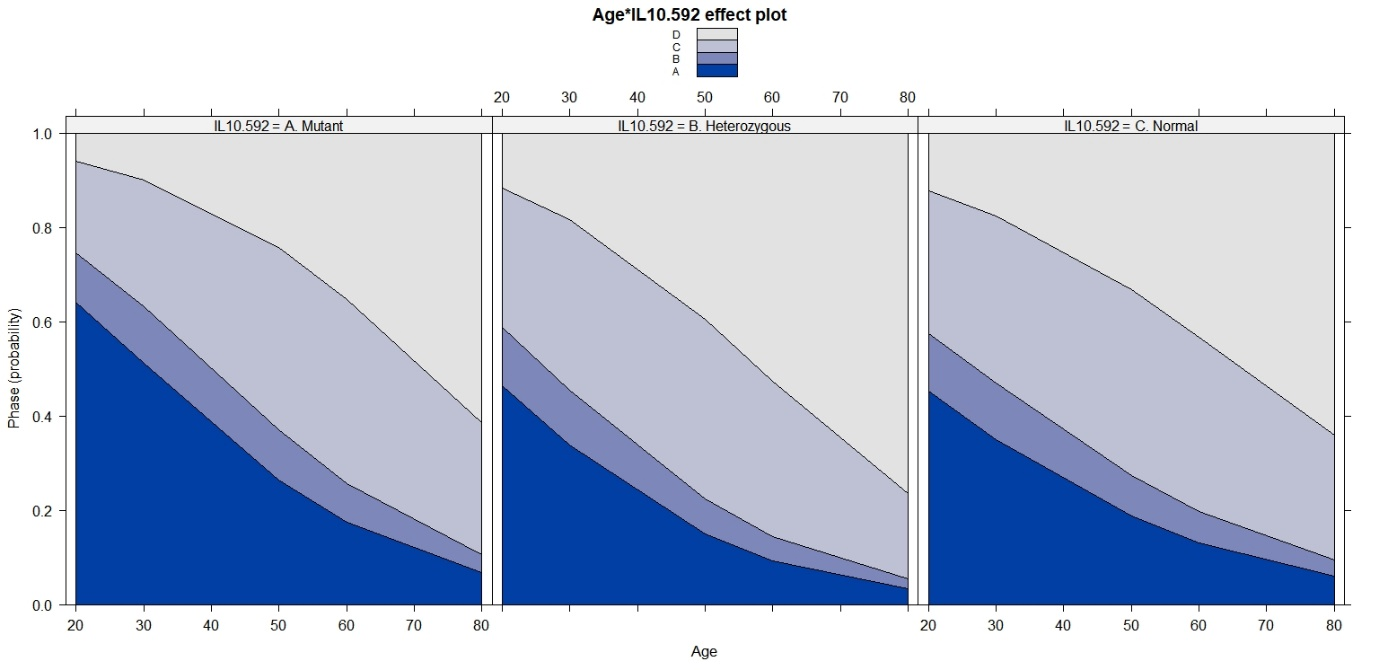 Age*IL10.592 effect plot
D
C
B
A
20 30 40 50 60 70 80
IL10.592 = A. Mutant
IL10.592 = B. Heterozygous
IL10.592 = C. Normal
1.0
0.8
0.6
0.4
0.2
0.0
Phase (probability)
20 30 40 50 60 70 80
20 30 40 50 60 70 80
Age